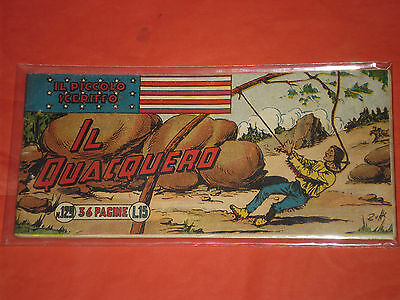 IL PICCOLO
SCERIFFO
IL
QUACQUERO
N.129 36 PAGINE L.15